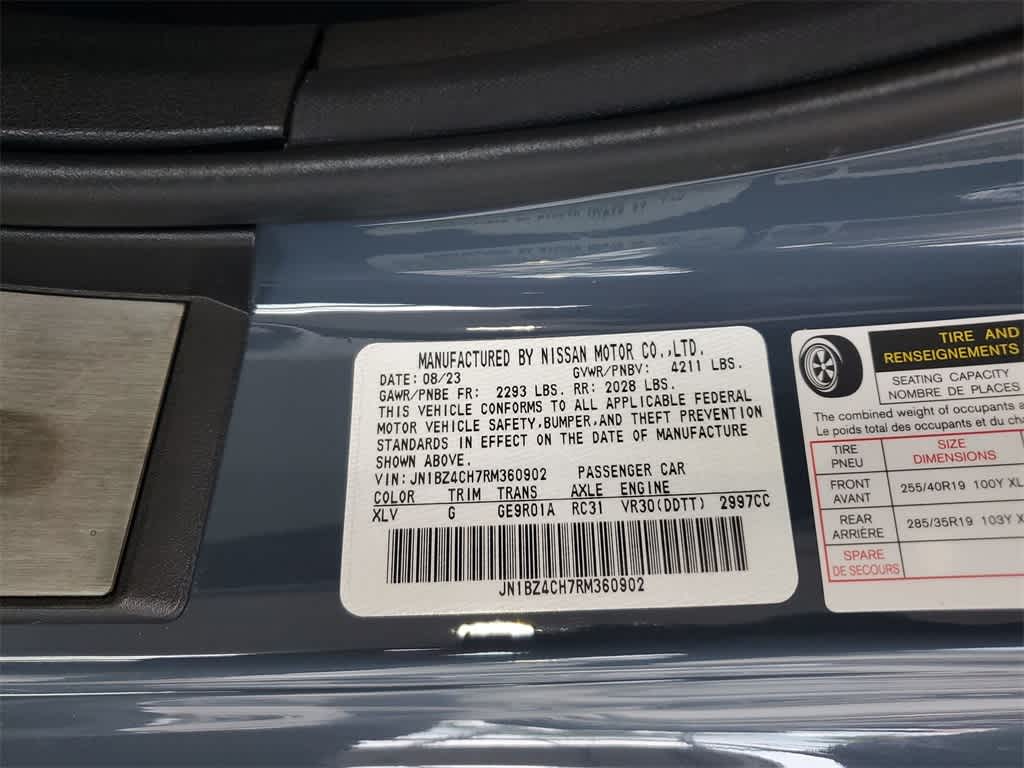 MANUFACTURED BY NISSAN MOTOR CO.,LTD.
DATE: 08/23 GVWR/PNBV: 4211 LBS.
GAWR/PNBE FR: 2293 LBS. RR: 2028 LBS.
THIS VEHICLE CONFORMS TO ALL APPLICABLE FEDERAL
MOTOR VEHICLE SAFETY,BUMPER,AND THEFT PREVENTION
STANDARDS IN EFFECT ON THE DATE OF MANUFACTURE
SHOWN ABOVE.
VIN: JN1BZ4CH7RM360902 PASSENGER CAR
COLOR TRIM TRANS AXLE ENGINE
XLV G GE9R01A RC31 VR30(DDTT) 2997CC
JN1BZ4CH7RM360902
TIRE AND
RENSEIGNEMENTS
SEATING CAPACITY
NOMBRE DE PLACES
The combined weight of occupants
Le poids total des occupants et du
TIRE
PNEU
SIZE
DIMENSIONS
FRONT
AVANT
255/40R19 100Y XL
REAR
ARRIÈRE
285/35R19 103Y
SPARE
DE SECOURS